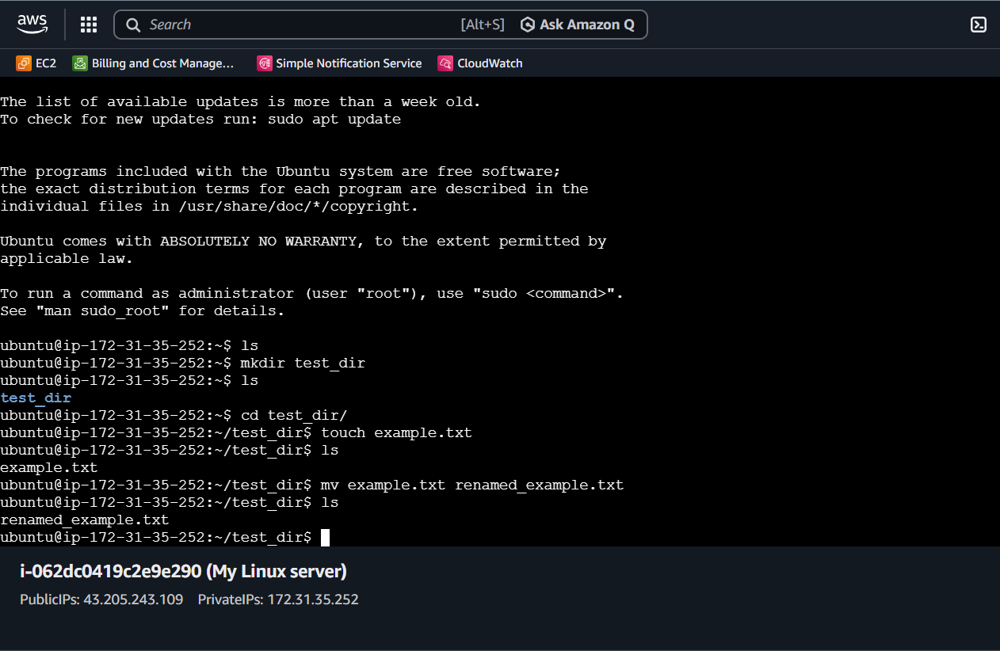 aws
Search [Alt+S] Ask Amazon Q
EC2 Billing and Cost Manage... Simple Notification Service CloudWatch
The list of available updates is more than a week old.
To check for new updates run: sudo apt update
The programs included with the Ubuntu system are free software;
the exact distribution terms for each program are described in the
individual files in /usr/share/doc/*/copyright.
Ubuntu comes with ABSOLUTELY NO WARRANTY, to the extent permitted by
applicable law.
To run a command as administrator (user "root"), use "sudo <command>".
See "man sudo_root" for details.
ubuntu@ip-172-31-35-252:~$ ls
ubuntu@ip-172-31-35-252:~$ mkdir test_dir
ubuntu@ip-172-31-35-252:~$ ls
test_dir
ubuntu@ip-172-31-35-252:~$ cd test_dir/
ubuntu@ip-172-31-35-252:~/test_dir$ touch example.txt
ubuntu@ip-172-31-35-252:~/test_dir$ ls
example.txt
ubuntu@ip-172-31-35-252:~/test_dir$ mv example.txt renamed_example.txt
ubuntu@ip-172-31-35-252:~/test_dir$ ls
renamed_example.txt
ubuntu@ip-172-31-35-252:~/test_dir$
i-062dc0419c2e9e290 (My Linux server)
PublicIPs: 43.205.243.109 PrivateIPs: 172.31.35.252